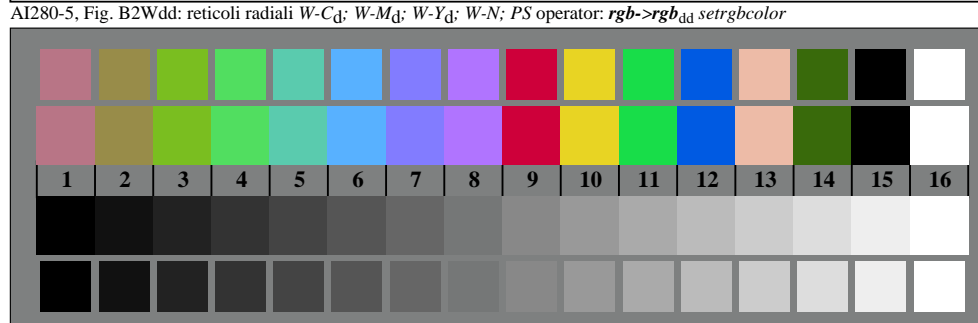 AI280-5, Fig. B2Wdd: reticoli radiali W-Cd; W-Md; W-Yd; W-N; PS operator: rgb->rgbdd setrgbcolor
1 2 3 4 5 6 7 8 9 10 11 12 13 14 15 16